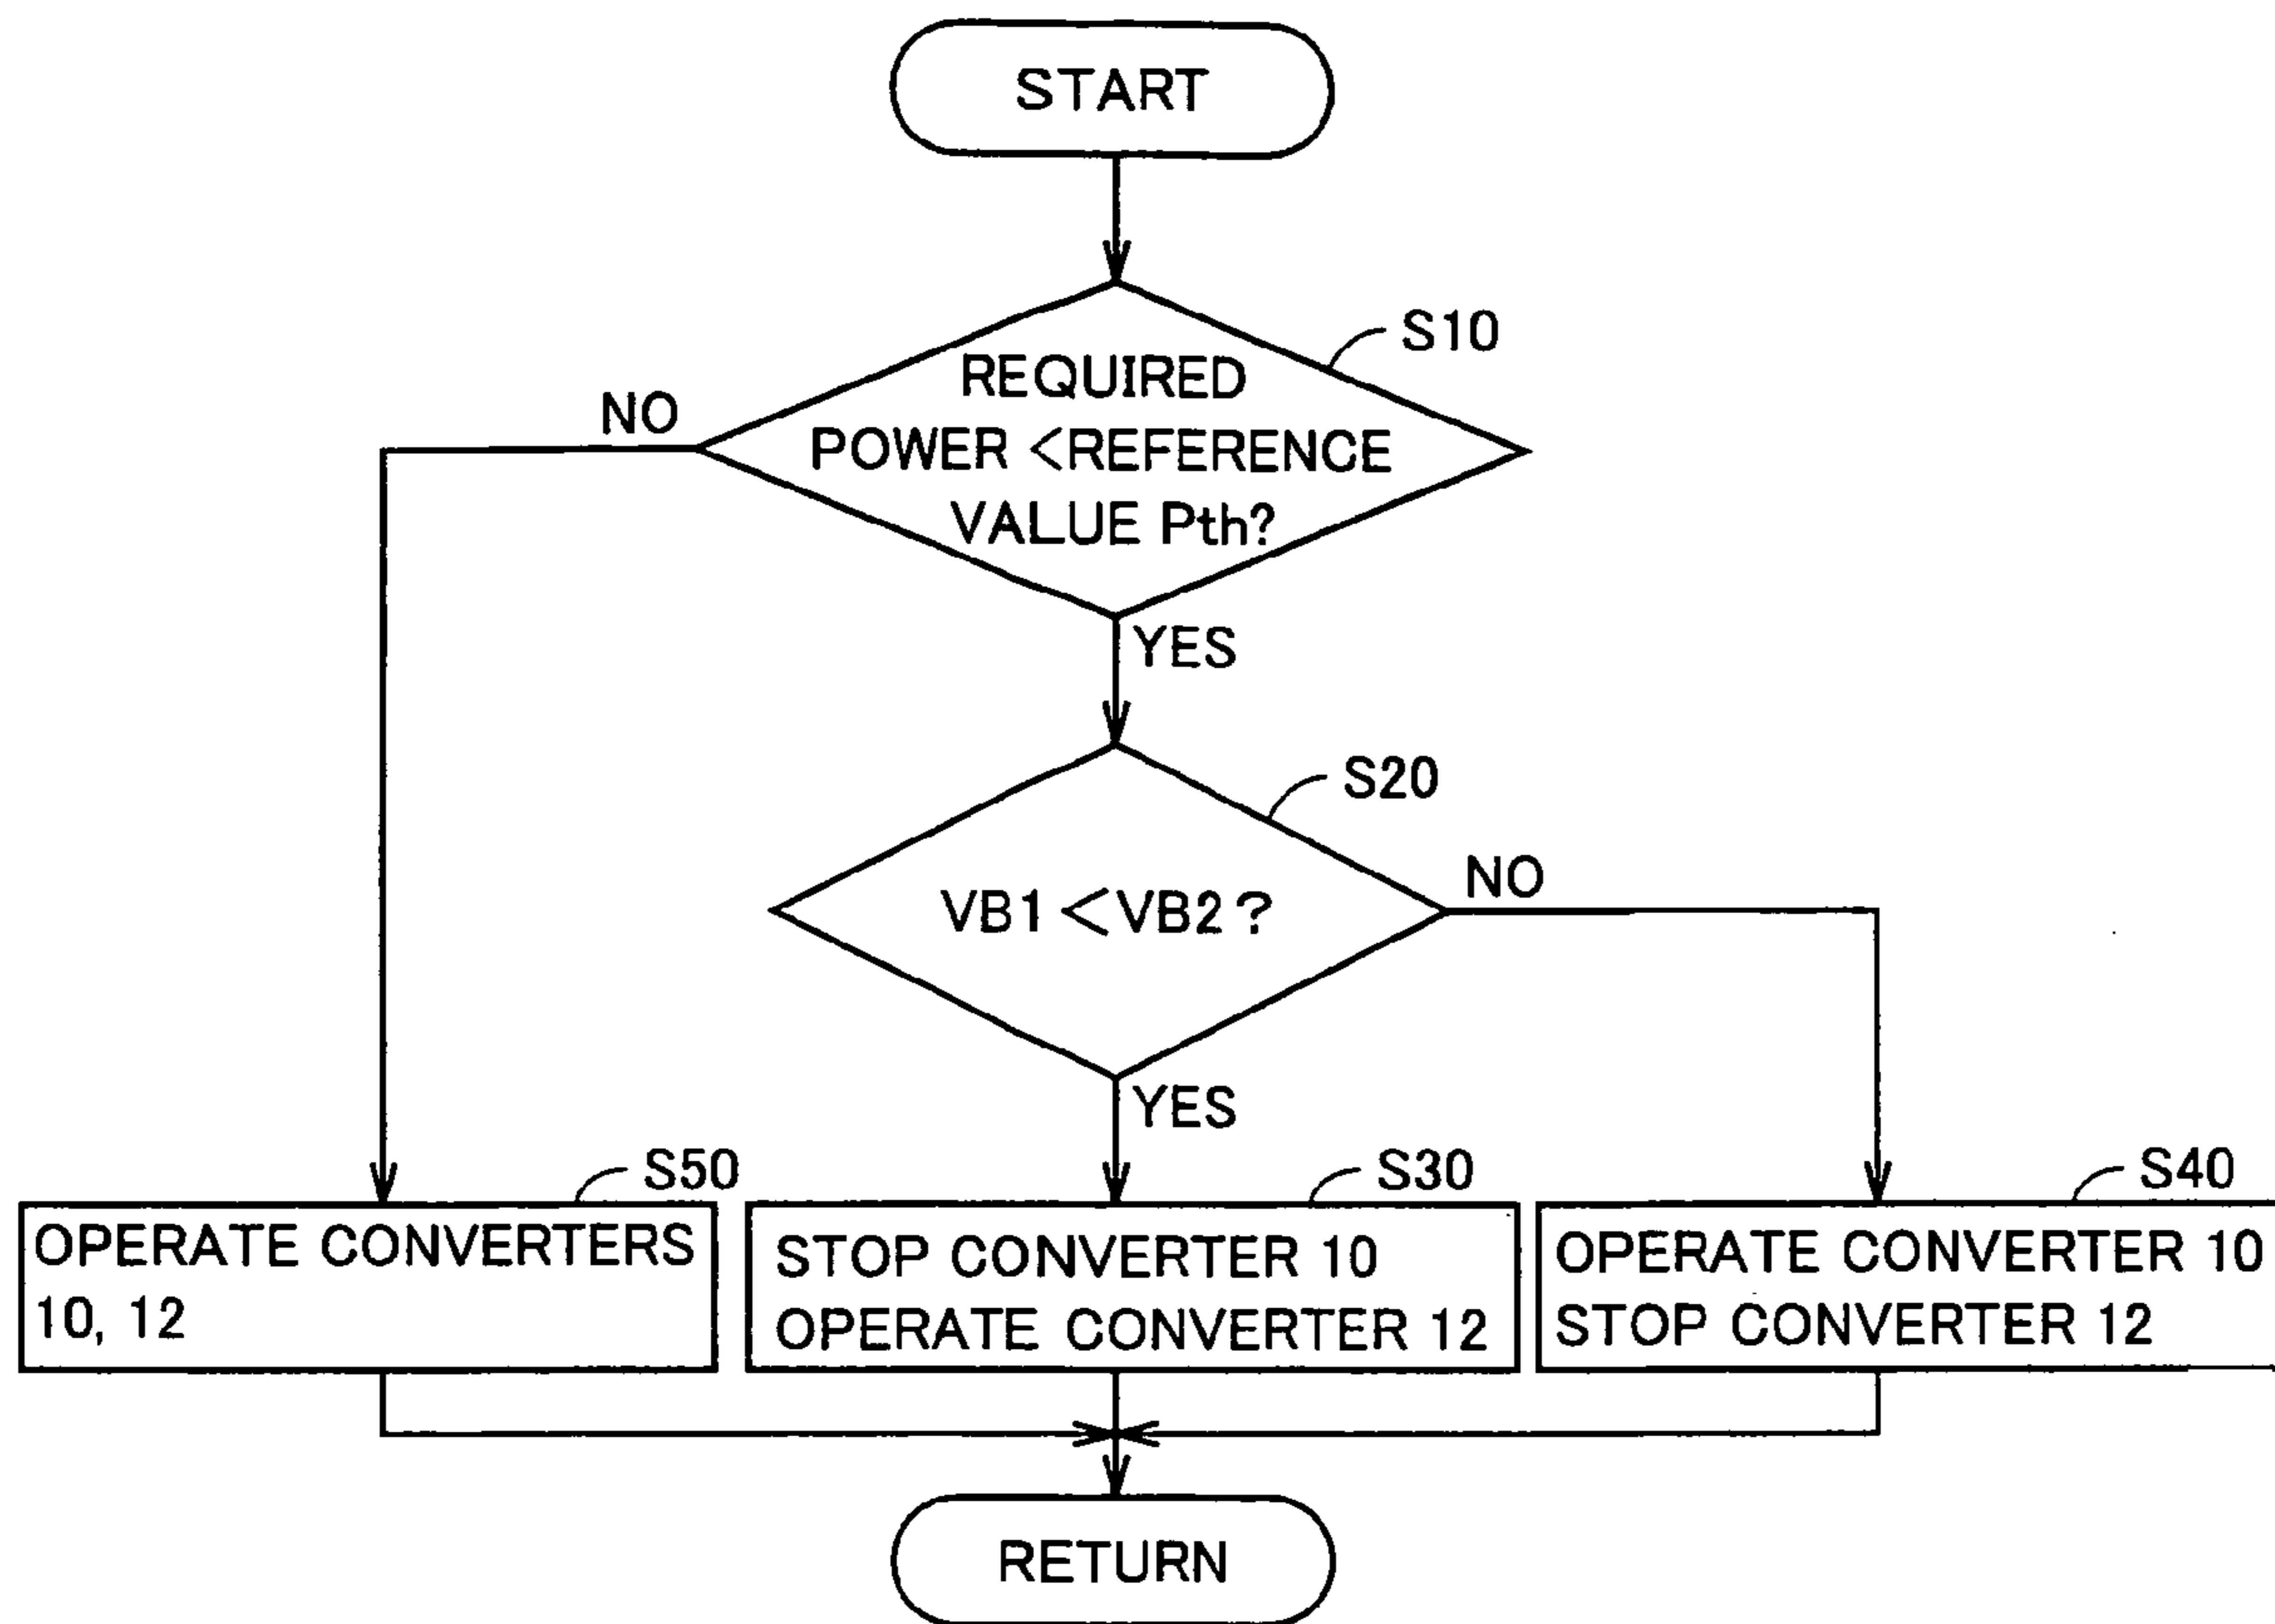 START
S10
REQUIRED
POWER <REFERENCE
VALUE Pth?
NO
YES
S20
VB1 <VB2 ?
NO
YES
S50
OPERATE CONVERTERS
10, 12
S30
STOP CONVERTER 10
OPERATE CONVERTER 12
S40
OPERATE CONVERTER 10
STOP CONVERTER 12
RETURN